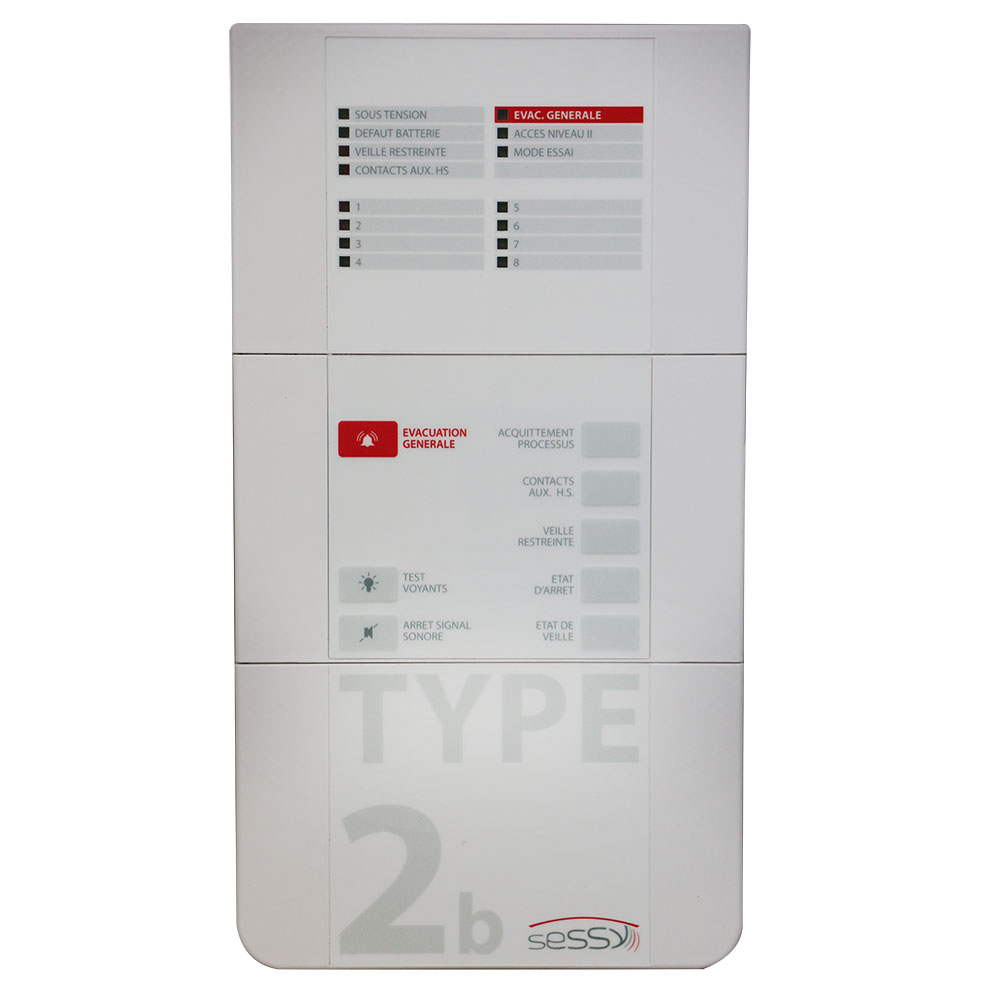 SOUS TENSION
DEFAUT BATTERIE
VEILLE RESTREINTE
CONTACTS AUX. HS
EVAC. GENERALE
ACCES NIVEAU II
MODE ESSAI
1
2
3
4
5
6
7
8
EVACUATION
GENERALE
TEST
VOYANTS
ARRET SIGNAL
SONORE
ACQUITTEMENT
PROCESSUS
CONTACTS
AUX. H.S.
VEILLE
RESTREINTE
ETAT
D'ARRET
ETAT DE
VEILLE
TYPE
2b
seSSy